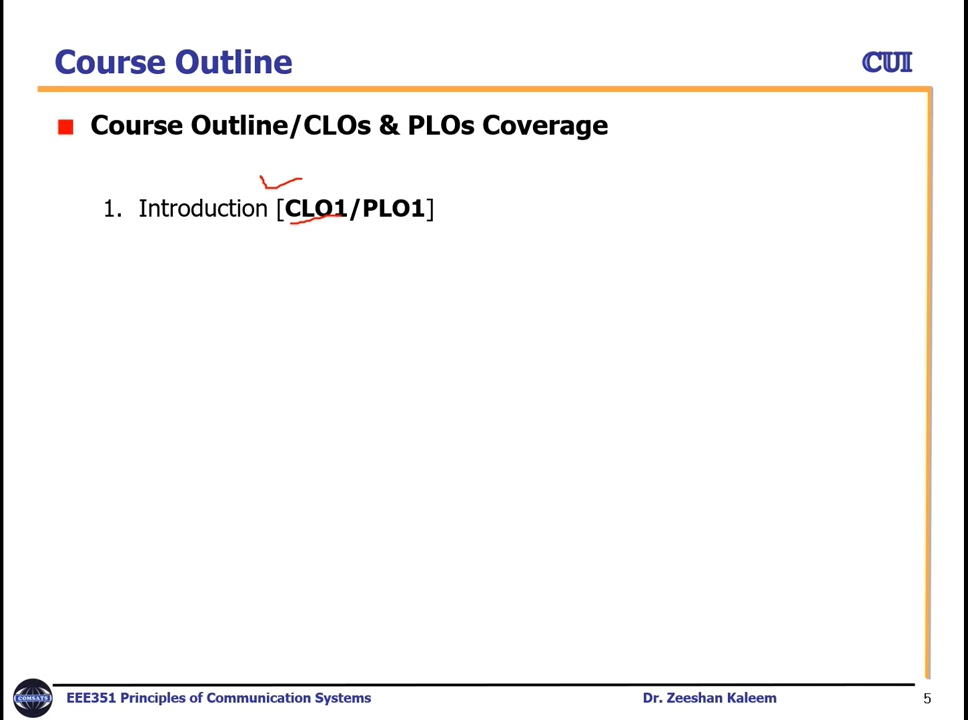 Course Outline
CUI
Course Outline/CLOs & PLOs Coverage
1. Introduction [CLO1/PLO1]
COMSATS
EEE351 Principles of Communication Systems
Dr. Zeeshan Kaleem
5